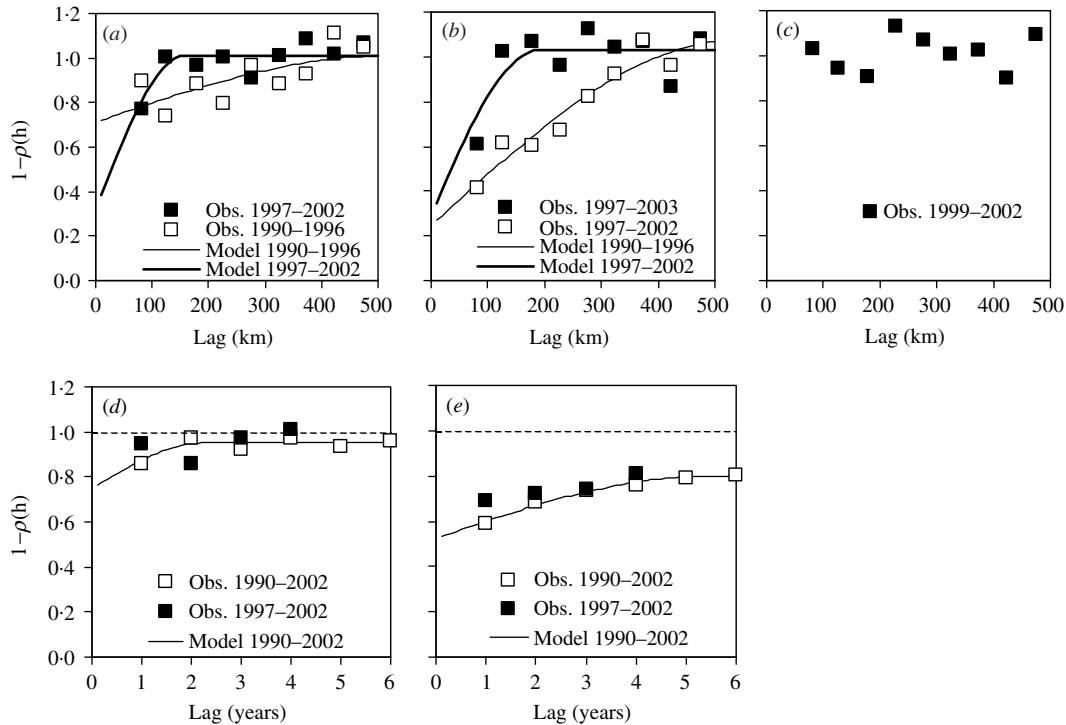 1·2
1·0
0·8
0·6
0·4
0·2
0·0
1−ρ(h)
(a)
Obs. 1997–2002
Obs. 1990–1996
Model 1990–1996
Model 1997–2002
0 100 200 300 400 500
Lag (km)
(b)
Obs. 1997–2003
Obs. 1997–2002
Model 1990–1996
Model 1997–2002
0 100 200 300 400 500
Lag (km)
(c)
Obs. 1999–2002
0 100 200 300 400 500
Lag (km)
1·2
1·0
0·8
0·6
0·4
0·2
0·0
1−ρ(h)
(d)
Obs. 1990–2002
Obs. 1997–2002
Model 1990–2002
0 1 2 3 4 5 6
Lag (years)
(e)
Obs. 1990–2002
Obs. 1997–2002
Model 1990–2002
0 1 2 3 4 5 6
Lag (years)